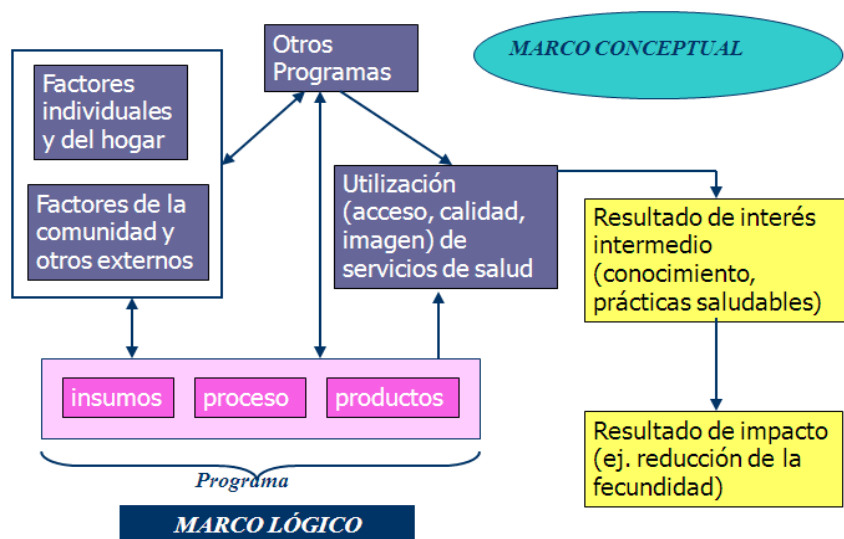 Otros
Programas
MARCO CONCEPTUAL
Factores
individuales
y del hogar
Factores de la
comunidad y
otros externos
Utilización
(acceso, calidad,
imagen) de
servicios de salud
Resultado de interés
intermedio
(conocimiento,
prácticas saludables)
insumos
proceso
productos
Resultado de impacto
(ej. reducción de la
fecundidad)
Programa
MARCO LÓGICO